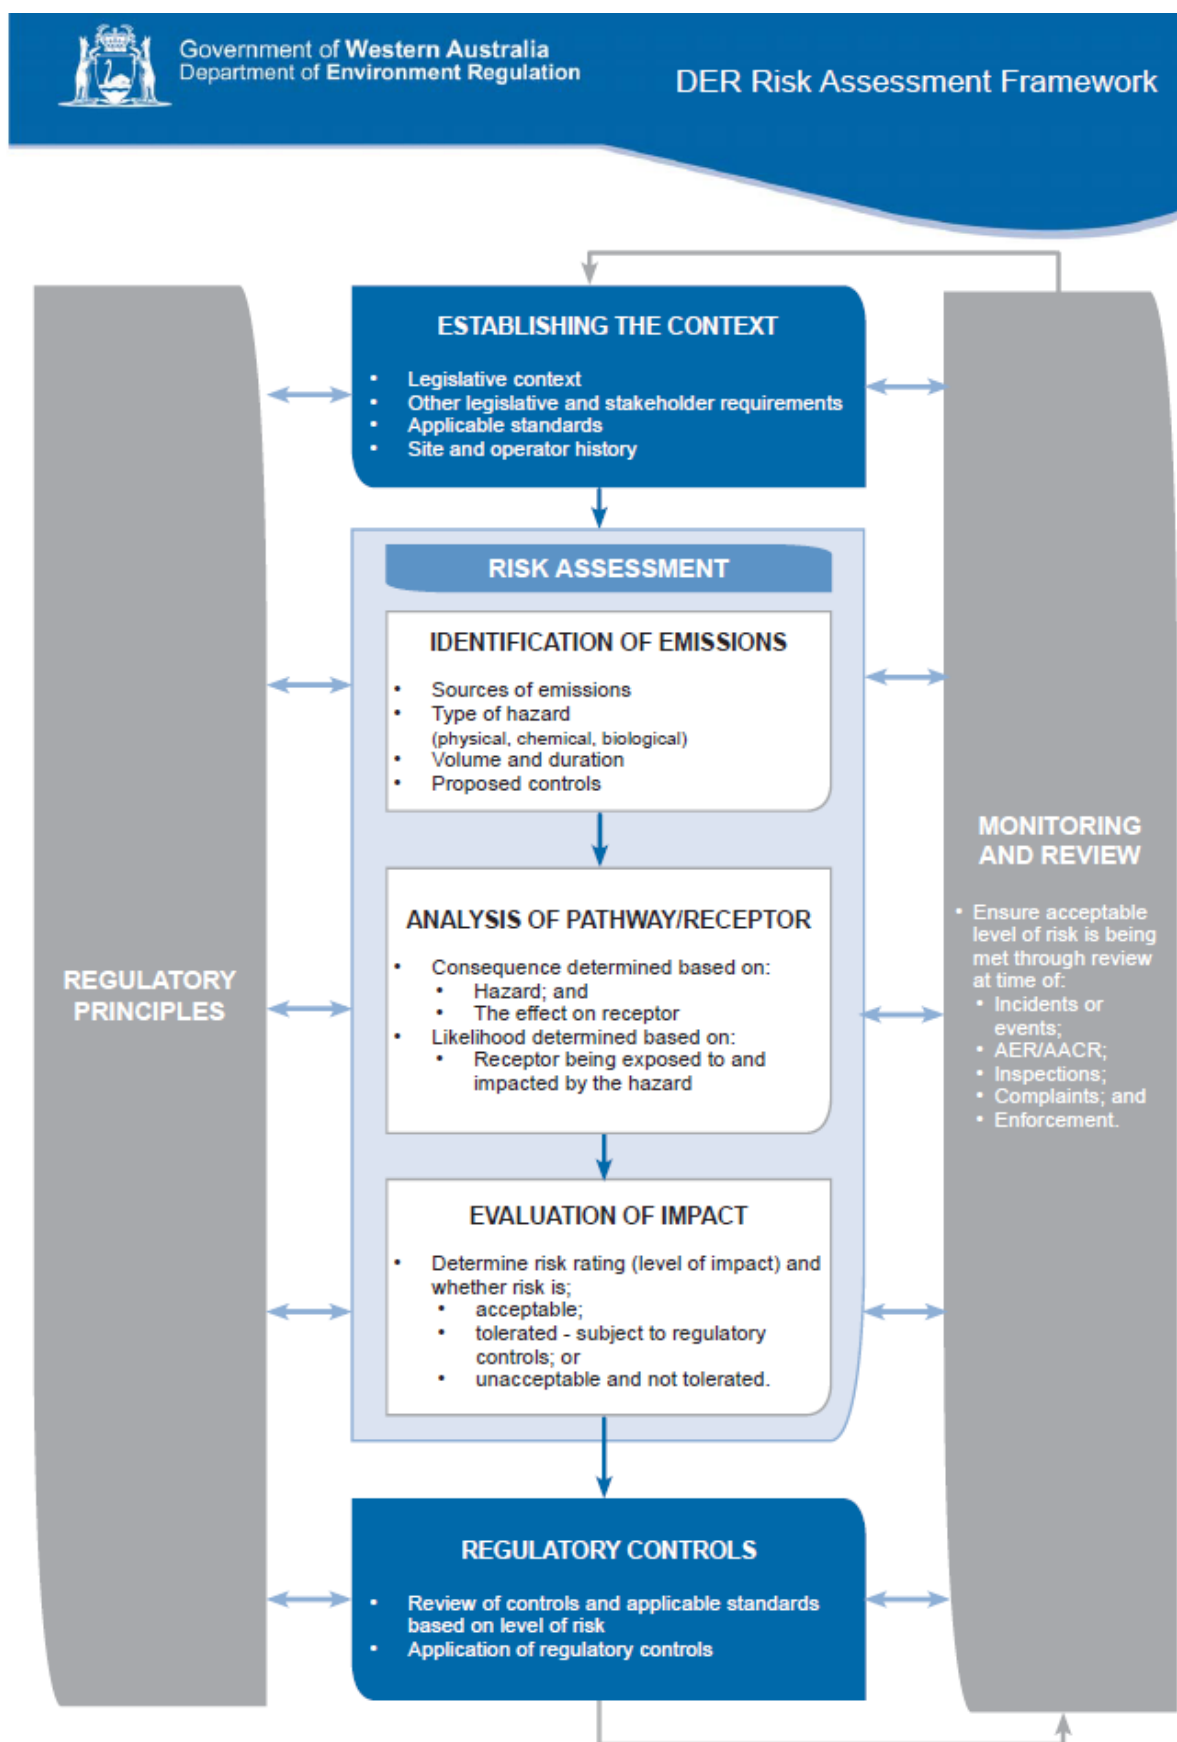 Government of Western Australia
Department of Environment Regulation
DER Risk Assessment Framework
ESTABLISHING THE CONTEXT
• Legislative context
• Other legislative and stakeholder requirements
• Applicable standards
• Site and operator history
RISK ASSESSMENT
IDENTIFICATION OF EMISSIONS
• Sources of emissions
• Type of hazard
(physical, chemical, biological)
• Volume and duration
• Proposed controls
ANALYSIS OF PATHWAY/RECEPTOR
• Consequence determined based on:
• Hazard; and
• The effect on receptor
• Likelihood determined based on:
• Receptor being exposed to and
impacted by the hazard
EVALUATION OF IMPACT
• Determine risk rating (level of impact) and
whether risk is;
• acceptable;
• tolerated - subject to regulatory
controls; or
• unacceptable and not tolerated.
REGULATORY CONTROLS
• Review of controls and applicable standards
based on level of risk
• Application of regulatory controls
REGULATORY
PRINCIPLES
MONITORING
AND REVIEW
• Ensure acceptable
level of risk is being
met through review
at time of:
• Incidents or
events;
• AER/AACR;
• Inspections;
• Complaints; and
• Enforcement.